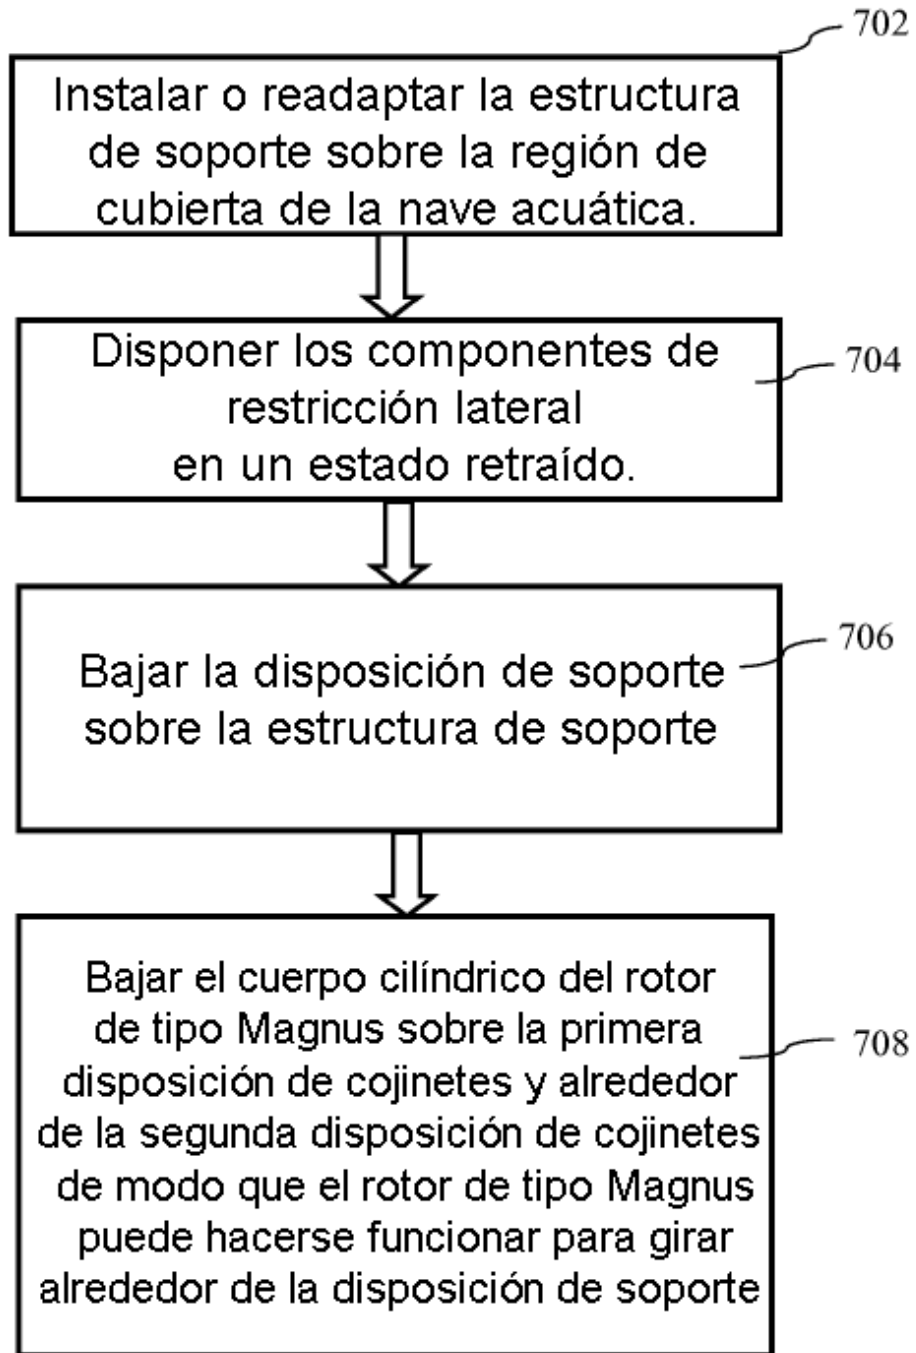 702
Instalar o readaptar la estructura
de soporte sobre la región de
cubierta de la nave acuática.
Disponer los componentes de
restricción lateral
en un estado retraído.
704
Bajar la disposición de soporte
sobre la estructura de soporte
706
Bajar el cuerpo cilíndrico del rotor
de tipo Magnus sobre la primera
disposición de cojinetes y alrededor
de la segunda disposición de cojinetes
de modo que el rotor de tipo Magnus
puede hacerse funcionar para girar
alrededor de la disposición de soporte
708